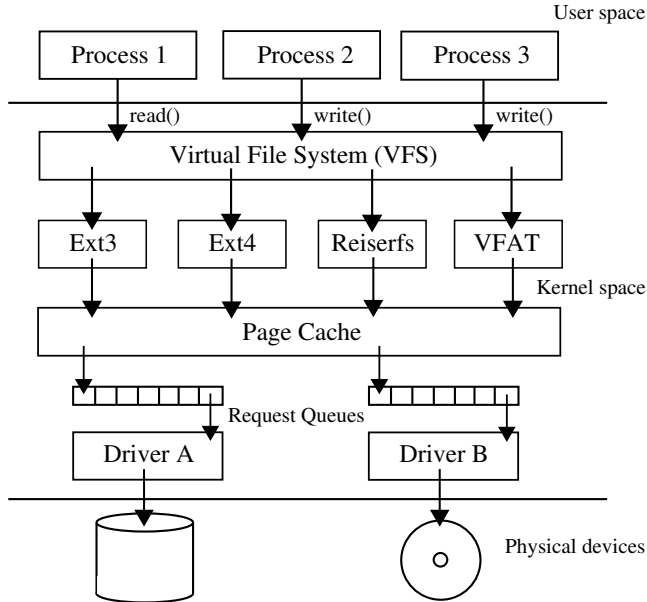 User space
Process 1
Process 2
Process 3
read()
write()
write()
Virtual File System (VFS)
Ext3
Ext4
Reiserfs
VFAT
Kernel space
Page Cache
Request Queues
Driver A
Driver B
Physical devices